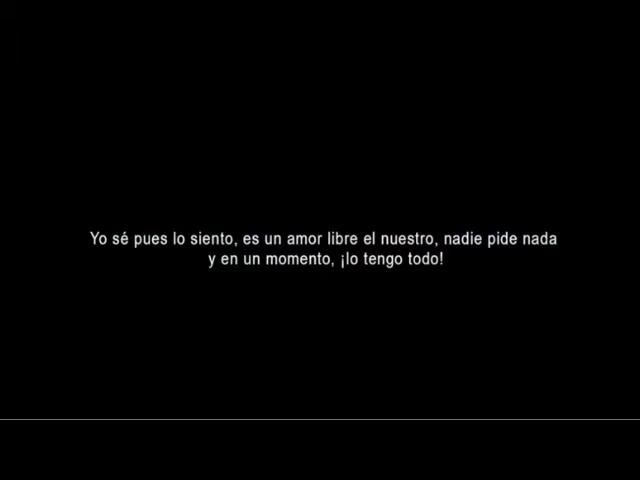 Yo sé pues lo siento, es un amor libre el nuestro, nadie pide nada
y en un momento, ¡lo tengo todo!